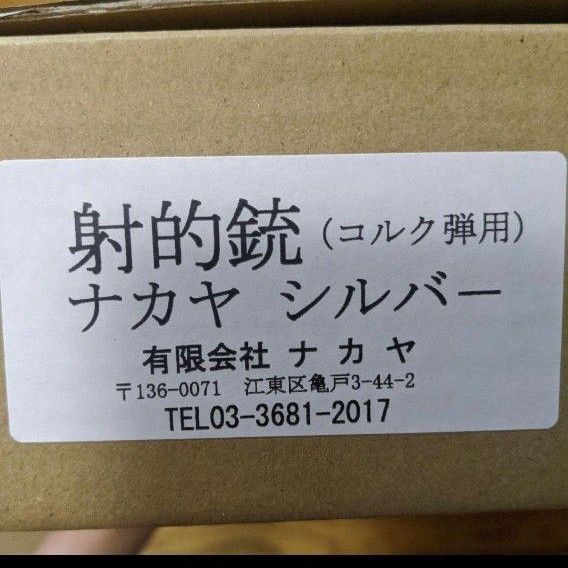 射的銃(コルク弾用)
ナカヤ シルバー
有限会社 ナカヤ
〒136-0071 江東区亀戸3-44-2
TEL03-3681-2017